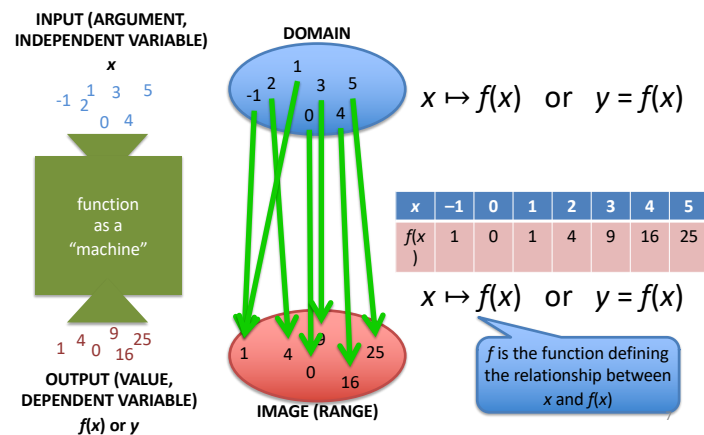 INPUT (ARGUMENT,
INDEPENDENT VARIABLE)
x
-1 2 1 3 5
0 4
function
as a
“machine”
1 4 0 9 16 25
OUTPUT (VALUE,
DEPENDENT VARIABLE)
f(x) or y
DOMAIN
-1 2 1 3 5
0 4
1 4 9 25
0 16
IMAGE (RANGE)
x ↦ f(x) or y = f(x)
x –1 0 1 2 3 4 5
f(x
) 1 0 1 4 9 16 25
x ↦ f(x) or y = f(x)
f is the function defining
the relationship between
x and f(x)
7